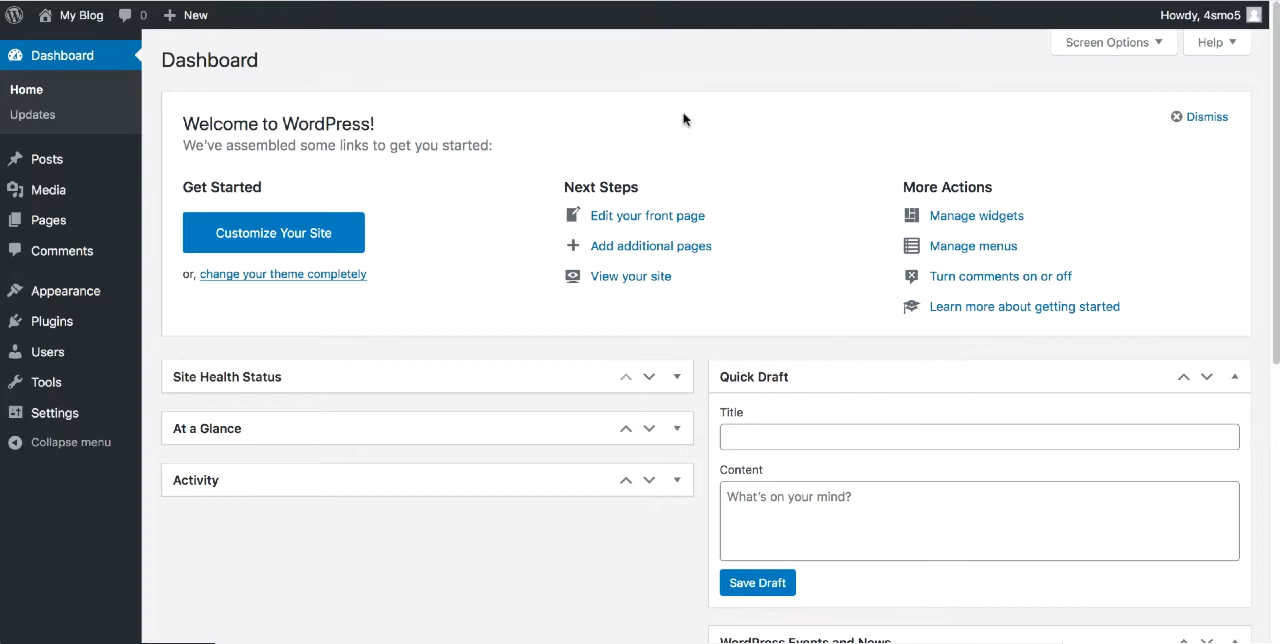 My Blog 0 New Howdy, 4smo5
Screen Options Help
Dashboard
Home
Updates
Posts
Media
Pages
Comments
Appearance
Plugins
Users
Tools
Settings
Collapse menu
Dashboard
Welcome to WordPress!
Dismiss
We've assembled some links to get you started:
Get Started
Customize Your Site
or, change your theme completely
Next Steps
Edit your front page
Add additional pages
View your site
More Actions
Manage widgets
Manage menus
Turn comments on or off
Learn more about getting started
Site Health Status
At a Glance
Activity
Quick Draft
Title
Content
What's on your mind?
Save Draft
WordPress Events and News